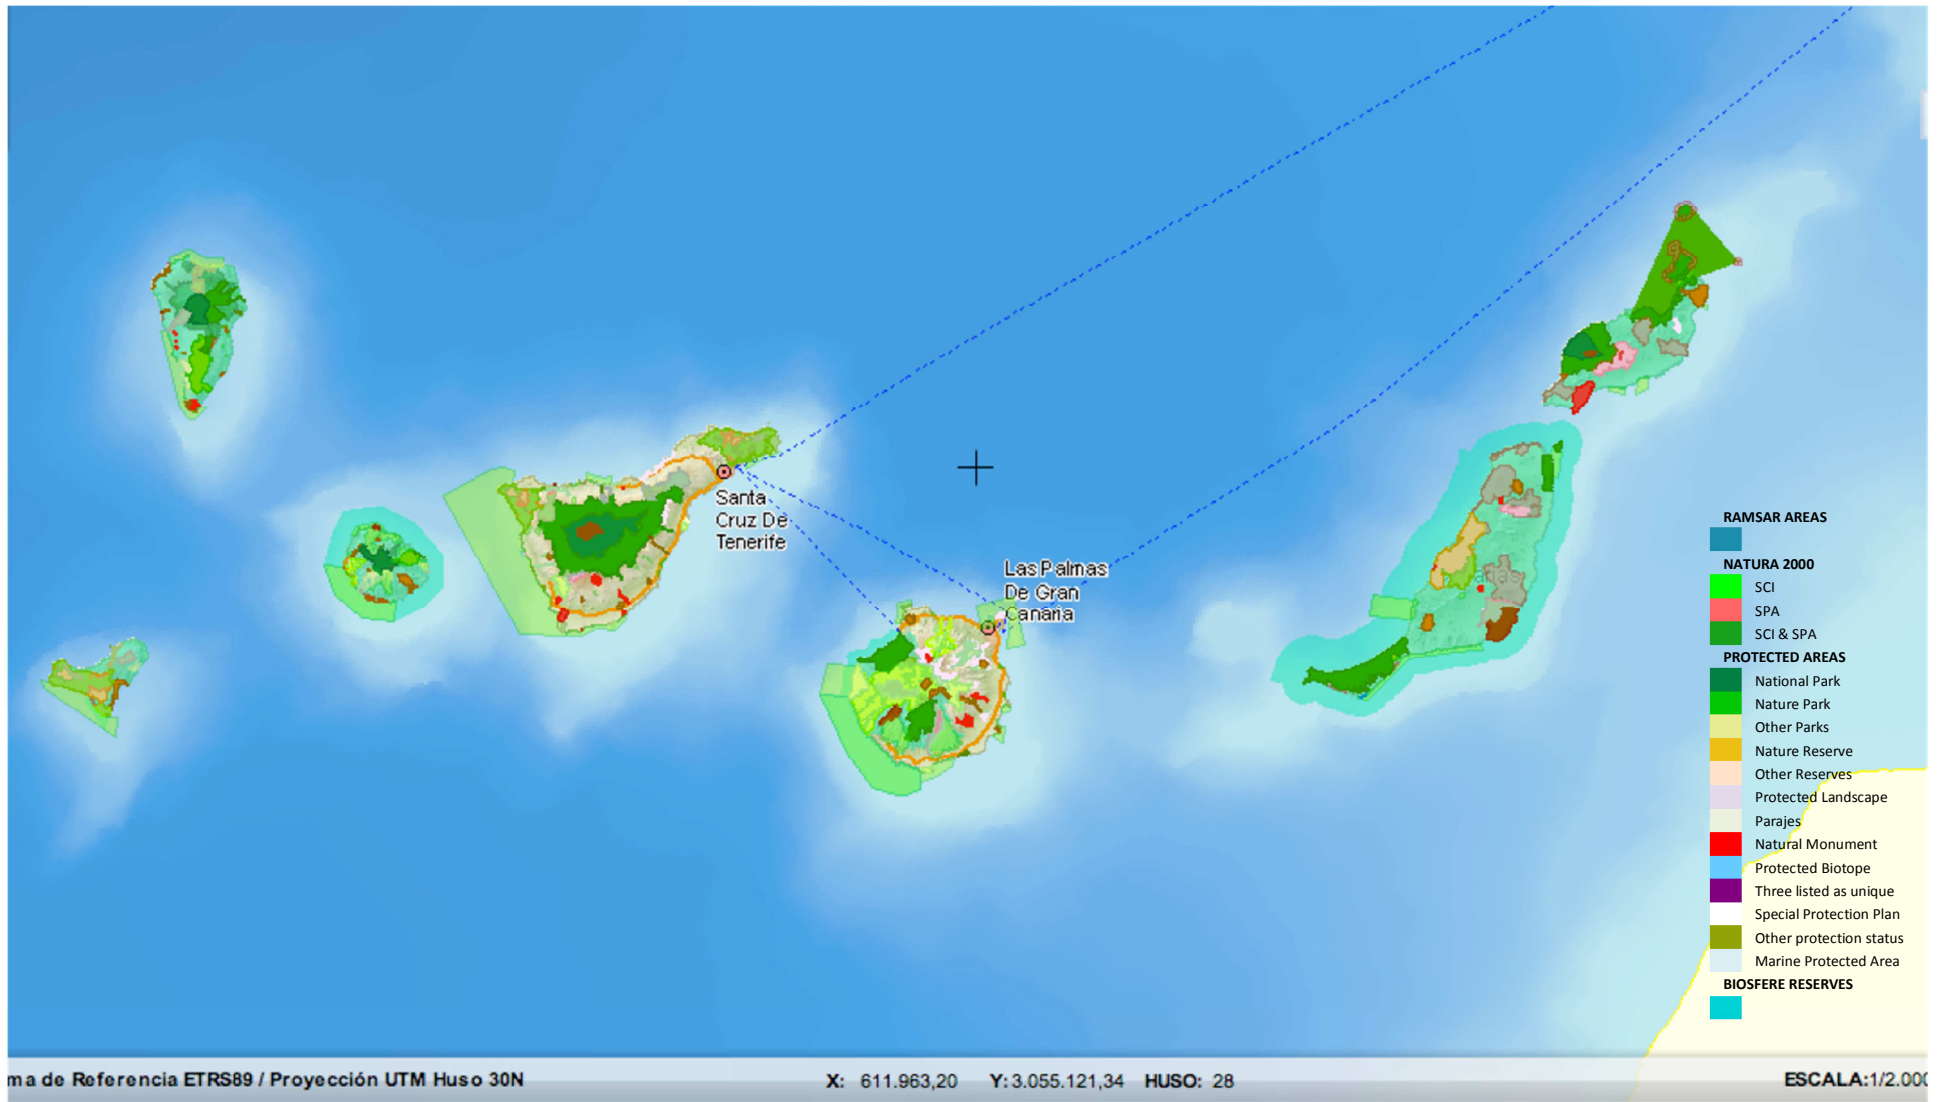 Santa
Cruz De
Tenerife
Las Palmas
De Gran
Canaria
RAMSAR AREAS
NATURA 2000
SCI
SPA
SCI & SPA
PROTECTED AREAS
National Park
Nature Park
Other Parks
Nature Reserve
Other Reserves
Protected Landscape
Parajes
Natural Monument
Protected Biotope
Three listed as unique
Special Protection Plan
Other protection status
Marine Protected Area
BIOSFERE RESERVES
ma de Referencia ETRS89 / Proyección UTM Huso 30N
X: 611.963,20 Y: 3.055.121,34 HUSO: 28
ESCALA:1/2.000